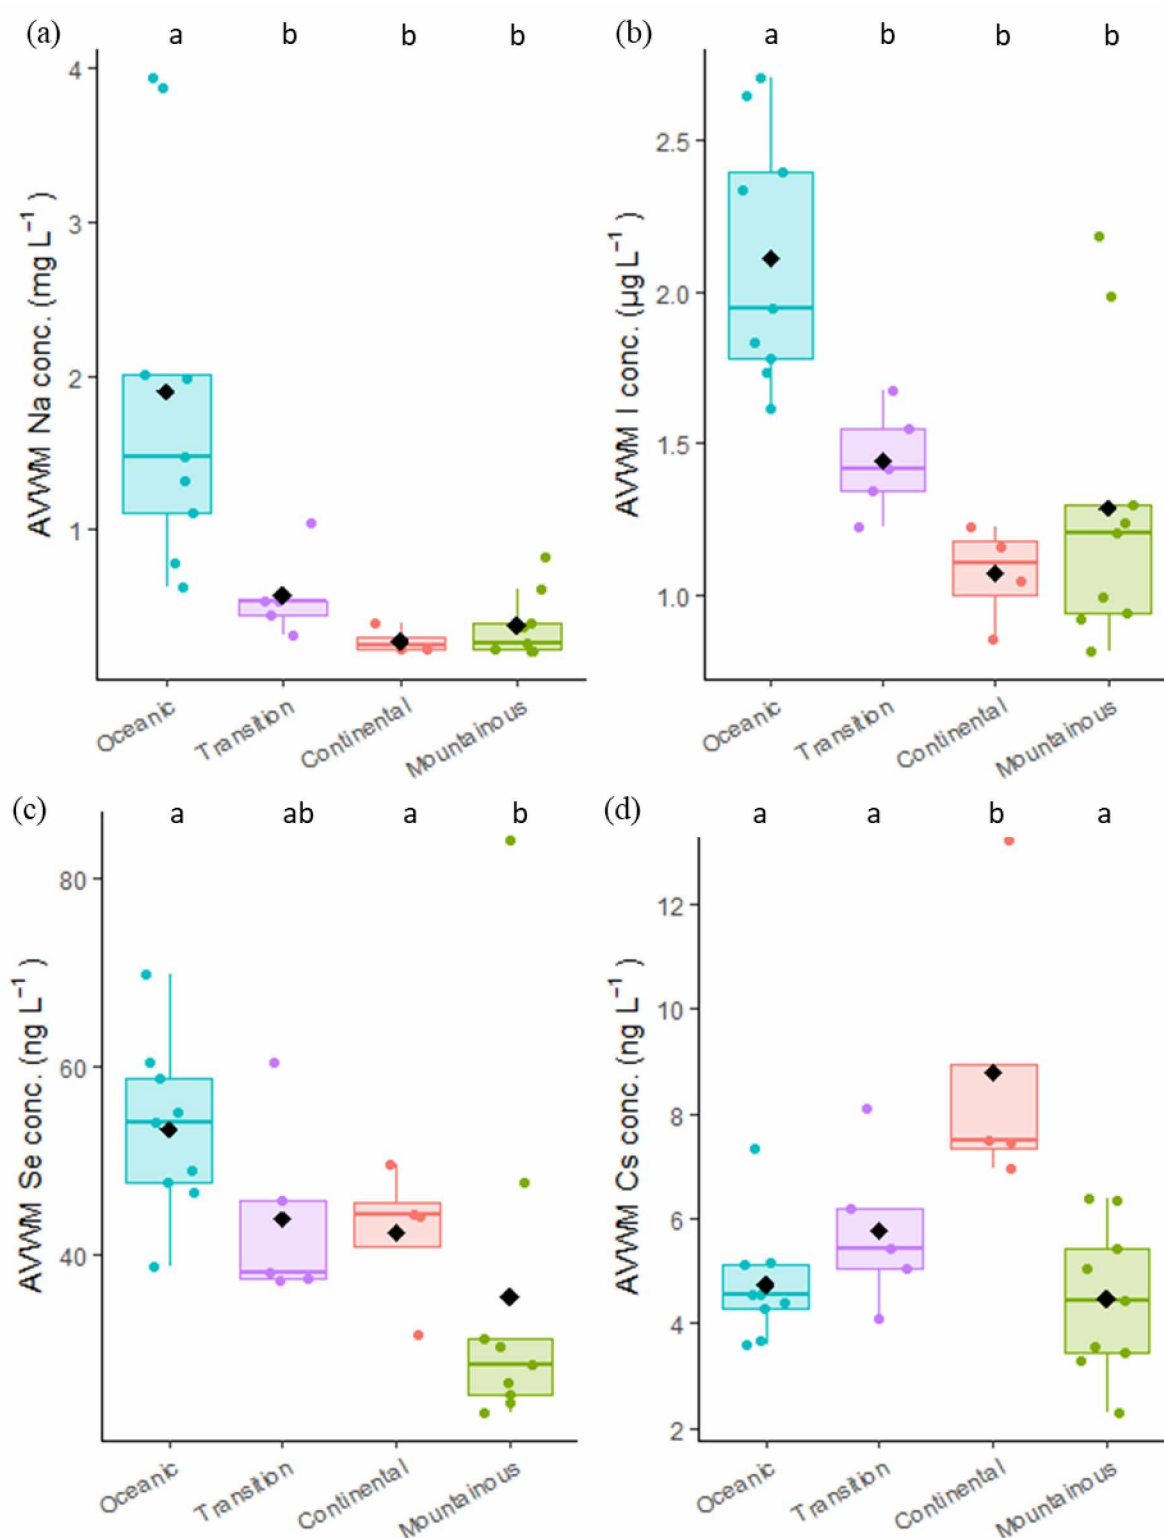 (a) a b b b
AVWM Na conc. (mg L⁻¹ )
4
3
2
1
Oceanic Transition Continental Mountainous
(b) a b b b
AVWM I conc. (µg L⁻¹ )
2.5
2.0
1.5
1.0
Oceanic Transition Continental Mountainous
(c) a ab a b
AVWM Se conc. (ng L⁻¹ )
80
60
40
Oceanic Transition Continental Mountainous
(d) a a b a
AVWM Cs conc. (ng L⁻¹ )
12
10
8
6
4
2
Oceanic Transition Continental Mountainous